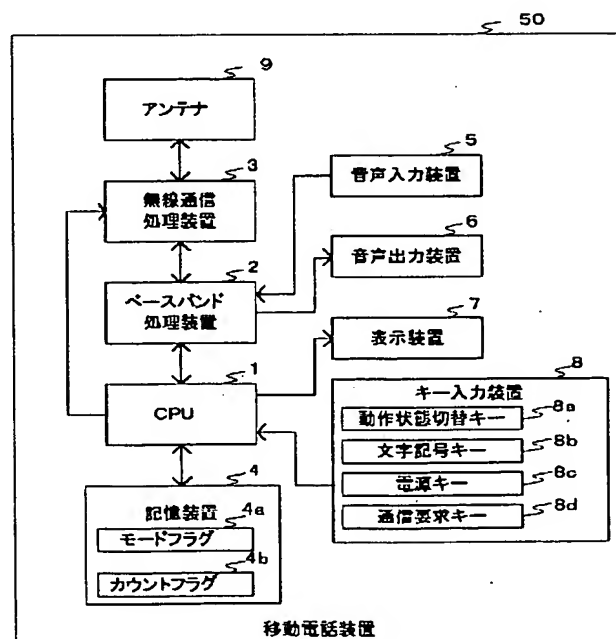 50
9
アンテナ
3
無線通信
処理装置
5
音声入力装置
6
音声出力装置
2
ベースバンド
処理装置
7
表示装置
1
CPU
8
キー入力装置
動作状態切替キー
8a
文字記号キー
8b
電源キー
8c
通信要求キー
8d
4
記憶装置
4a
モードフラグ
4b
カウントフラグ
移動電話装置